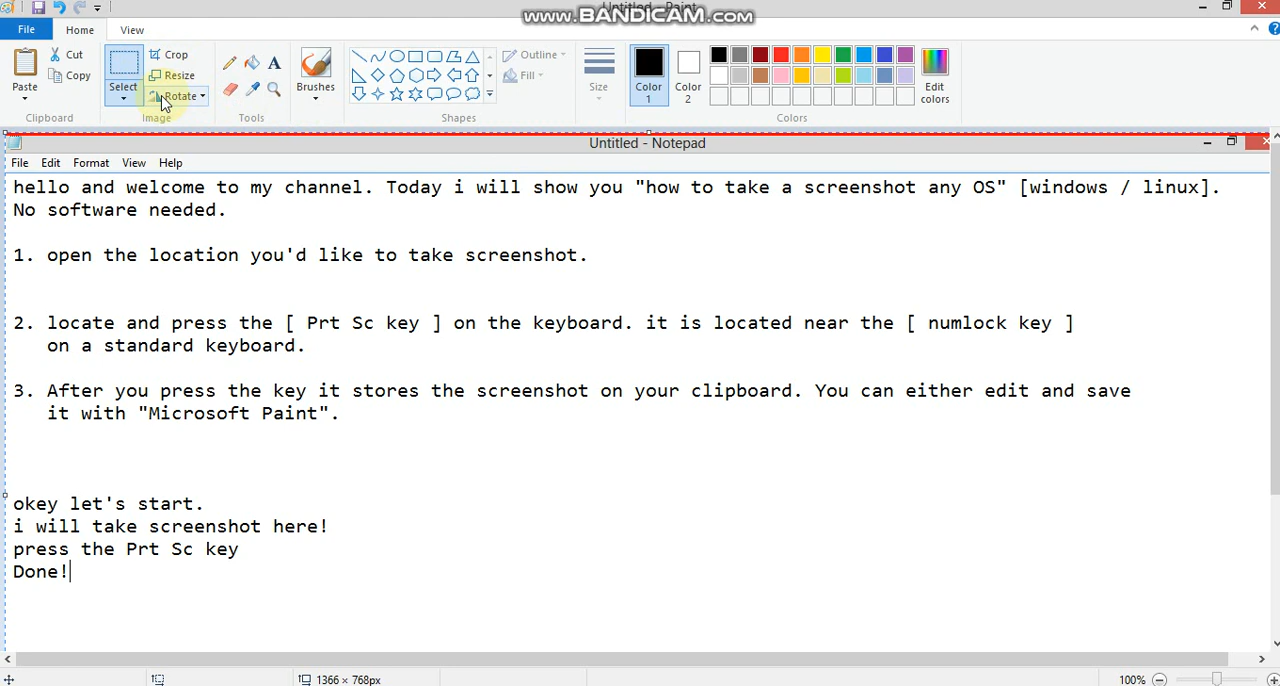 Untitled - Paint
www.BANDICAM.com
File Home View
Paste
Cut
Copy
Clipboard
Select
Crop
Resize
Rotate
Image
Tools
Brushes
Shapes
Outline
Fill
Size
Color 1
Color 2
Edit colors
Colors
Untitled - Notepad
File Edit Format View Help
hello and welcome to my channel. Today i will show you "how to take a screenshot any OS" [windows / linux].
No software needed.
1. open the location you'd like to take screenshot.
2. locate and press the [ Prt Sc key ] on the keyboard. it is located near the [ numlock key ]
on a standard keyboard.
3. After you press the key it stores the screenshot on your clipboard. You can either edit and save
it with "Microsoft Paint".
okey let's start.
i will take screenshot here!
press the Prt Sc key
Done!
1366 × 768px
100%